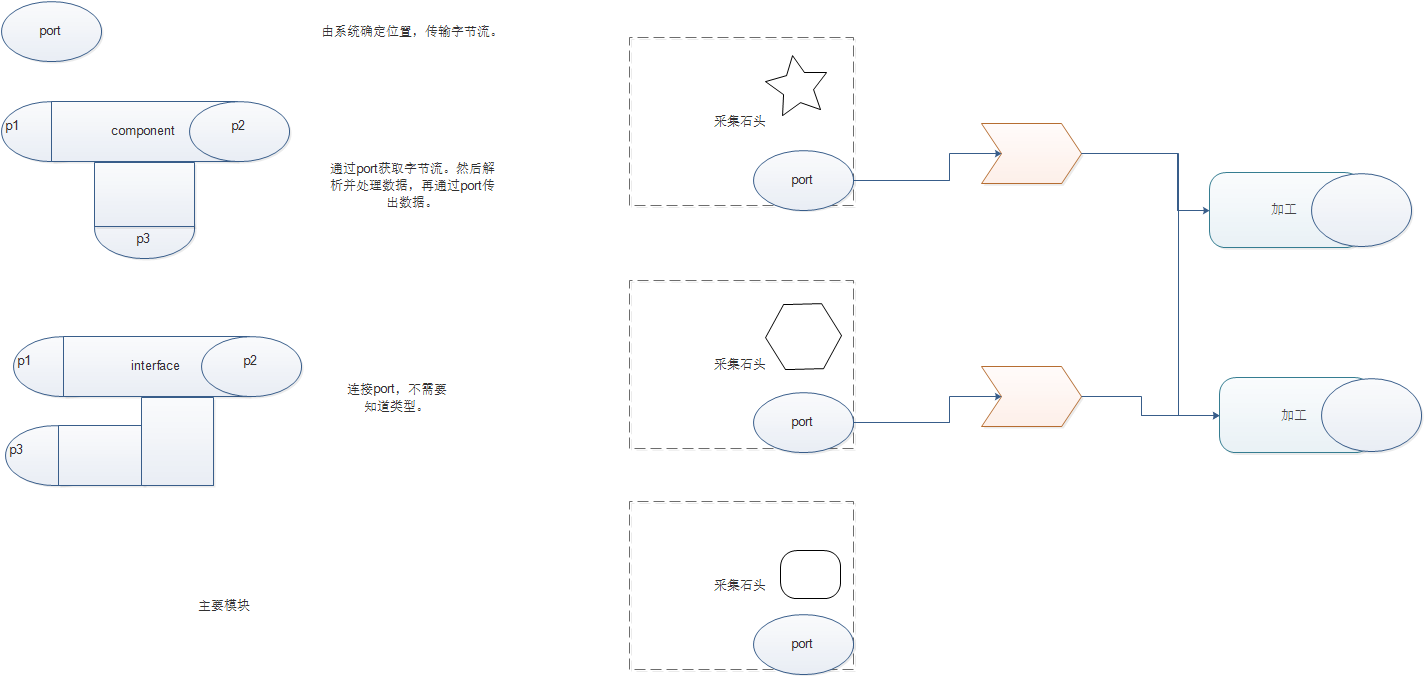 port
由系统确定位置，传输字节流。
p1
component
p2
p3
通过port获取字节流。然后解
析并处理数据，再通过port传
出数据。
p1
interface
p2
p3
连接port，不需要
知道类型。
主要模块
采集石头
port
加工
采集石头
port
加工
采集石头
port